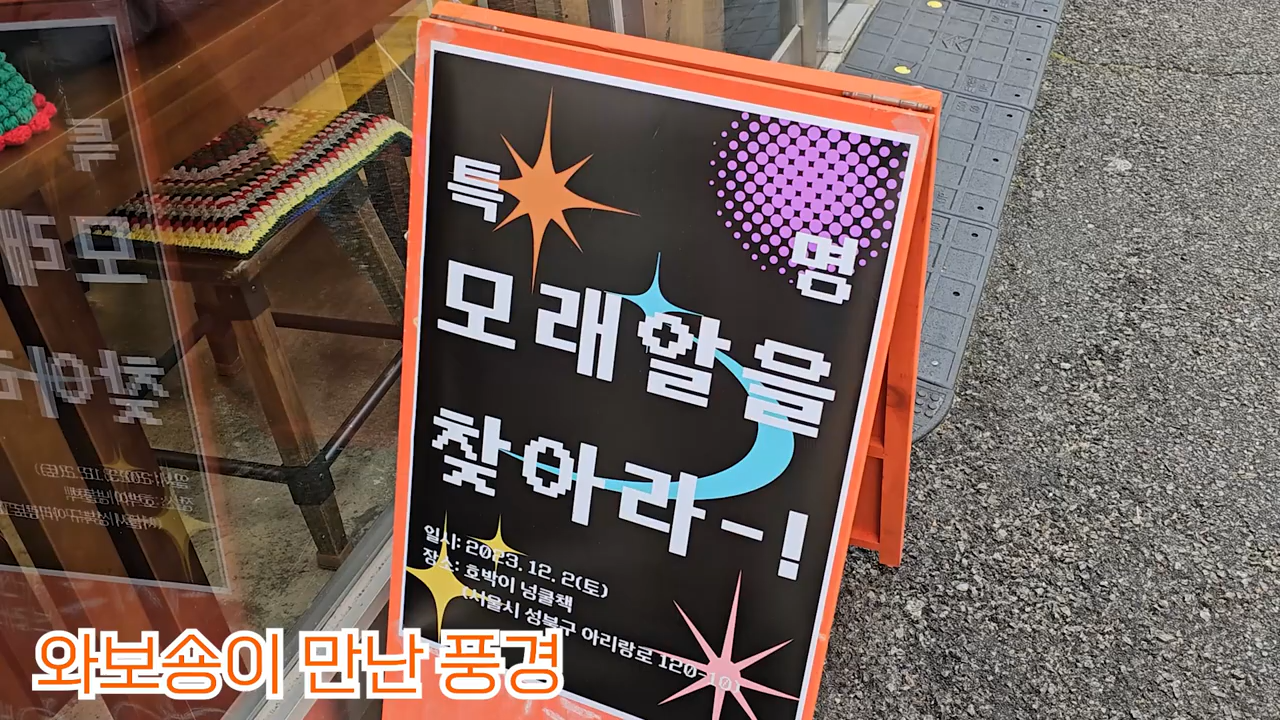 특 명
모래알을
찾아라~!
일시: 2023. 12. 2(토)
장소: 호박이 넝쿨책
(서울시 성북구 아리랑로 120-10)
와보숑이 만난 풍경